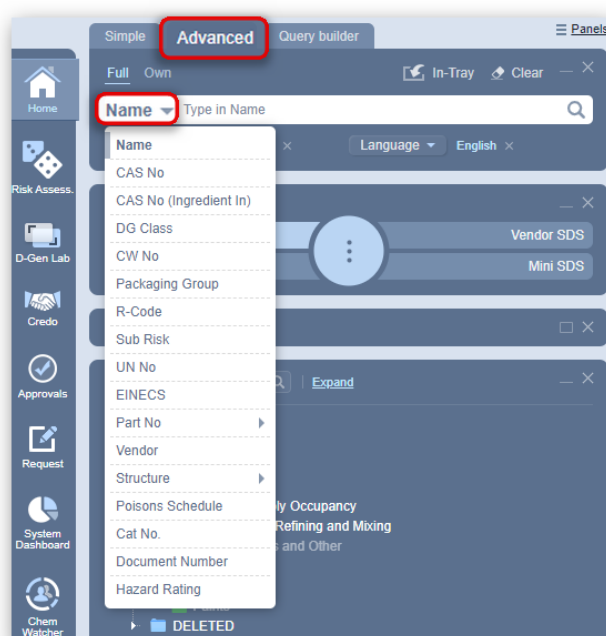 Simple Advanced Query builder Panels
Full Own In-Tray Clear
Name Type in Name
Language English
Home
Risk Assess.
D-Gen Lab
Credo
Approvals
Request
System
Dashboard
Chem
Watcher
Name
CAS No
CAS No (Ingredient In)
DG Class
CW No
Packaging Group
R-Code
Sub Risk
UN No
EINECS
Part No
Vendor
Structure
Poisons Schedule
Cat No.
Document Number
Hazard Rating
Vendor SDS
Mini SDS
Expand
Occupancy
Refining and Mixing
and Other
DELETED